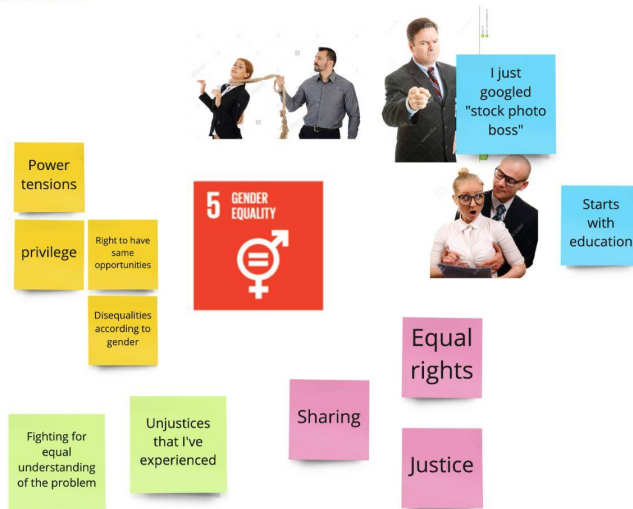 I just
googled
"stock photo
boss"
Power
tensions
privilege
Right to have
same
opportunities
Disequalities
according to
gender
5 GENDER
EQUALITY
Starts
with
education
Equal
rights
Sharing
Justice
Fighting for
equal
understanding
of the problem
Unjustices
that I've
experienced